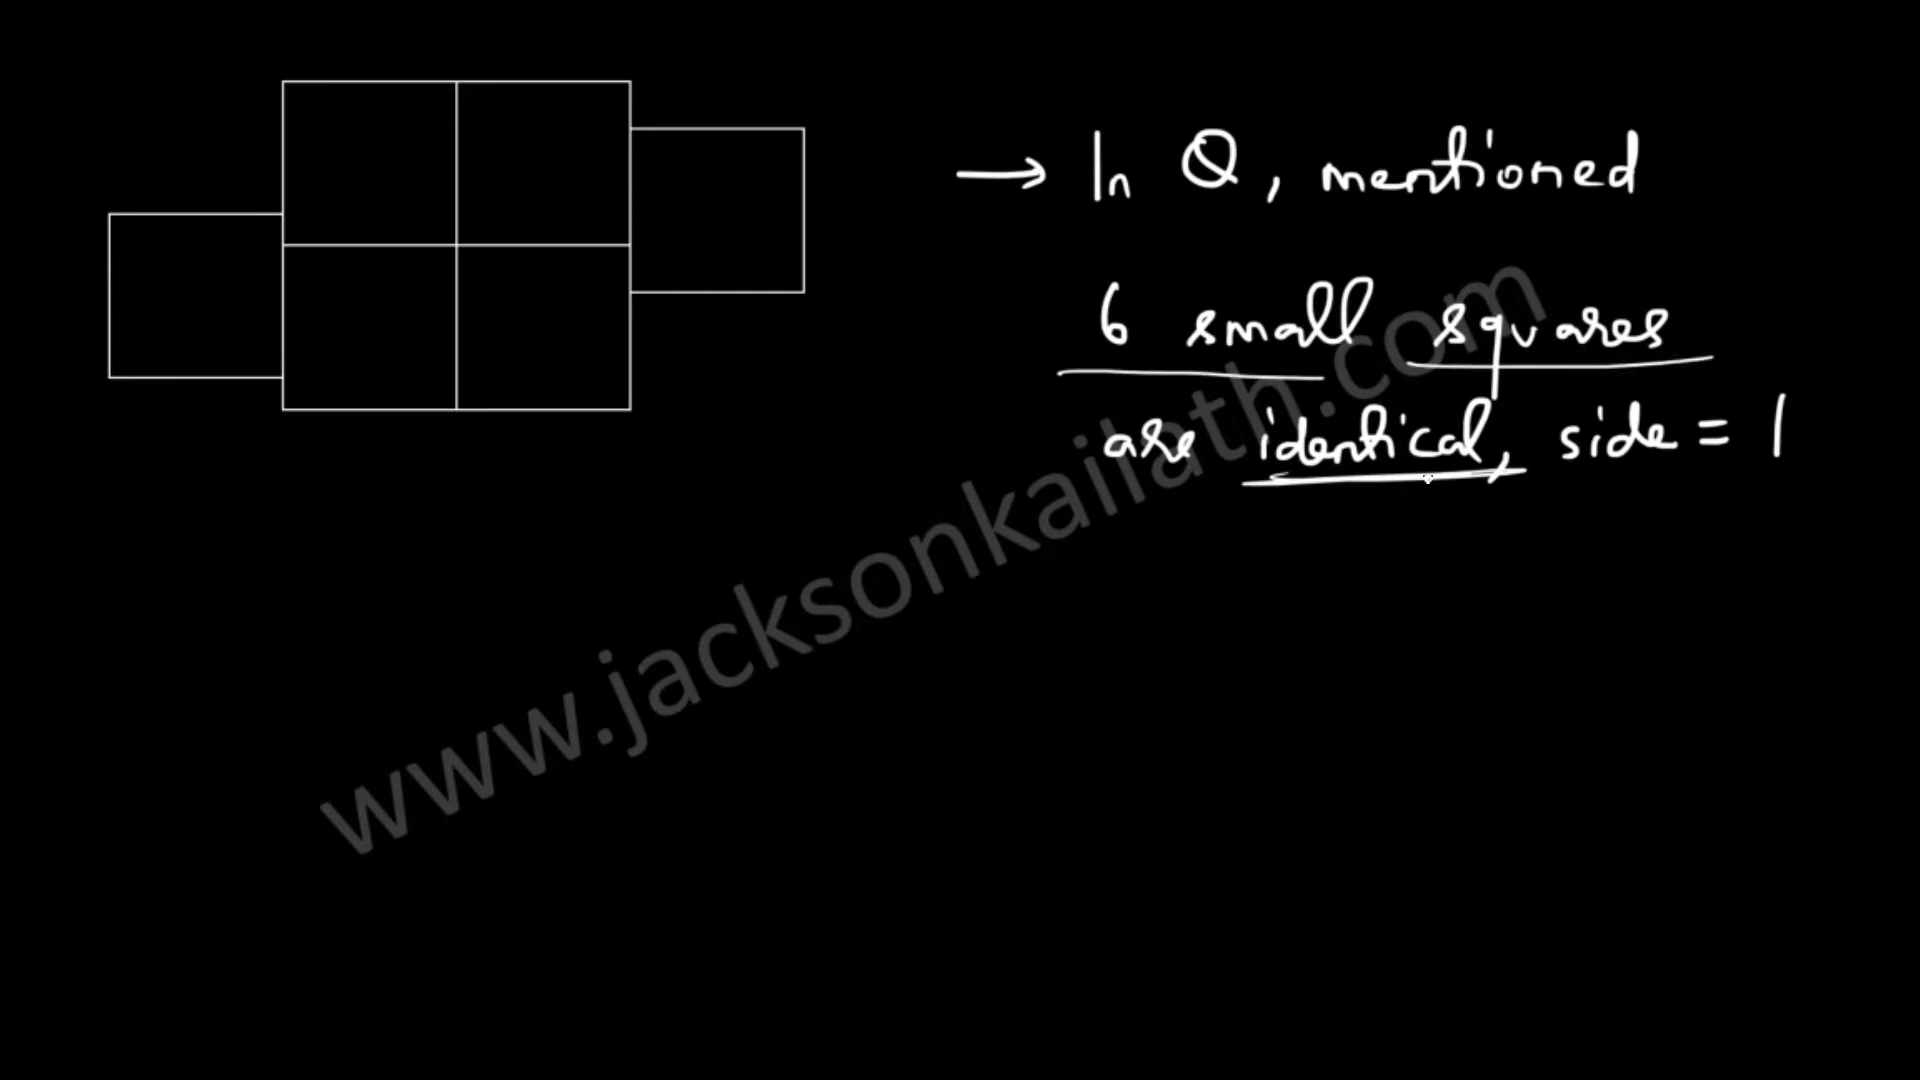 → In Q, mentioned
6 small squares
are identical, side = 1
www.jacksonkailath.com